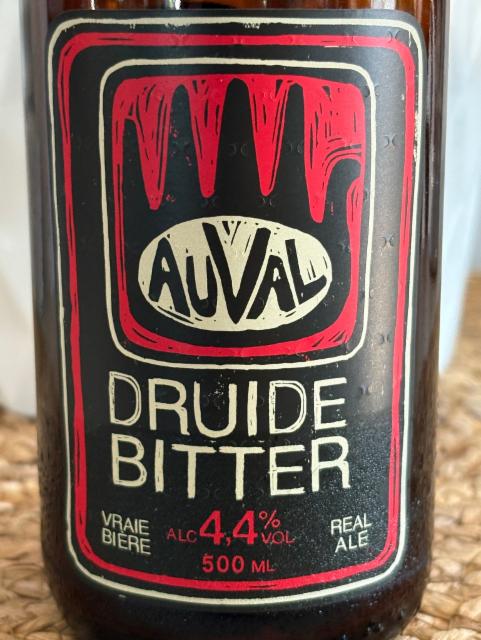 AUVAL
DRUIDE
BITTER
VRAIE
BIÈRE
ALC 4,4% VOL
500 ML
REAL
ALE